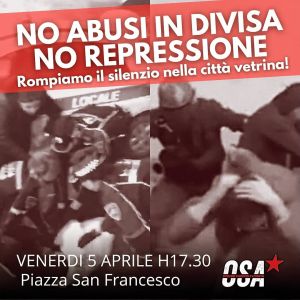 NO ABUSI IN DIVISA
NO REPRESSIONE
Rompiamo il silenzio nella città vetrina!
LOCALE
VENERDI 5 APRILE H17.30
Piazza San Francesco
OSA